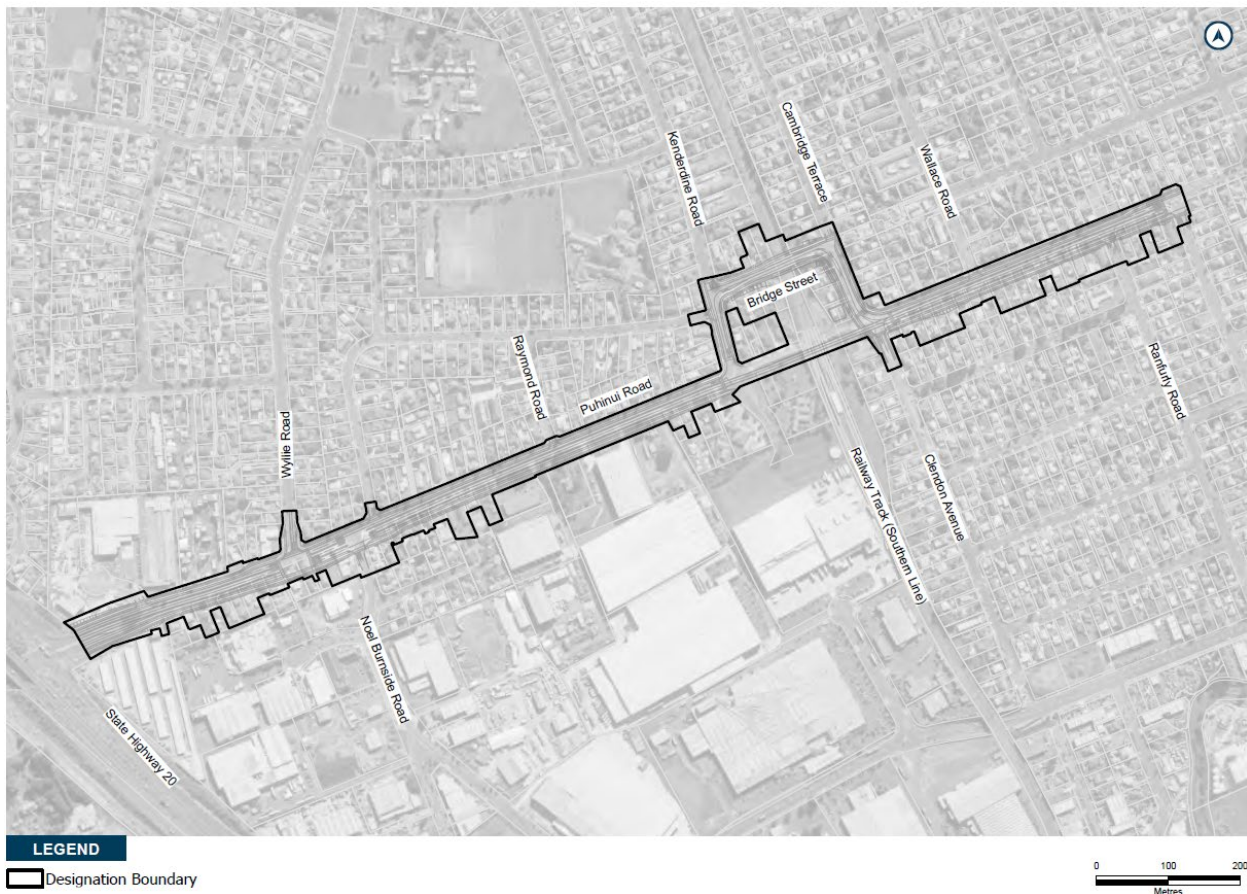 Kenderdine Road
Cambridge Terrace
Wallace Road
Bridge Street
Raymond Road
Puhinui Road
Ranfurly Road
Wyllie Road
Railway Track (Southern Line)
Clendon Avenue
Noel Burnside Road
State Highway 20
LEGEND
Designation Boundary
0 100 200
Metres